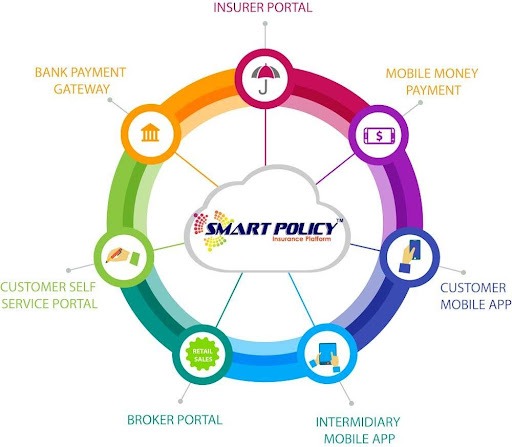 INSURER PORTAL
BANK PAYMENT
GATEWAY
MOBILE MONEY
PAYMENT
$
SMART POLICY™
Insurance Platform
CUSTOMER SELF
SERVICE PORTAL
CUSTOMER
MOBILE APP
RETAIL
SALES
BROKER PORTAL
INTERMIDIARY
MOBILE APP